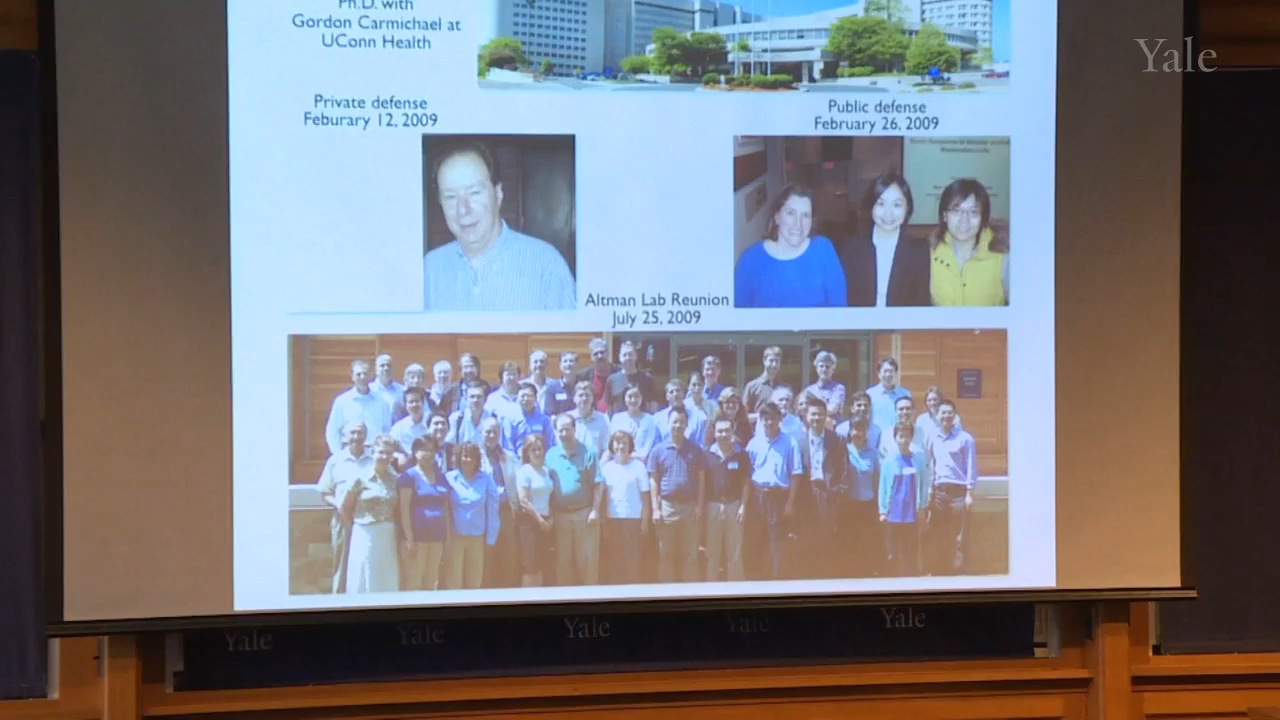 Ph.D. with
Gordon Carmichael at
UConn Health
Yale
Private defense
Feburary 12, 2009
Public defense
February 26, 2009
Altman Lab Reunion
July 25, 2009
Yale
Yale
Yale
Yale
Yale